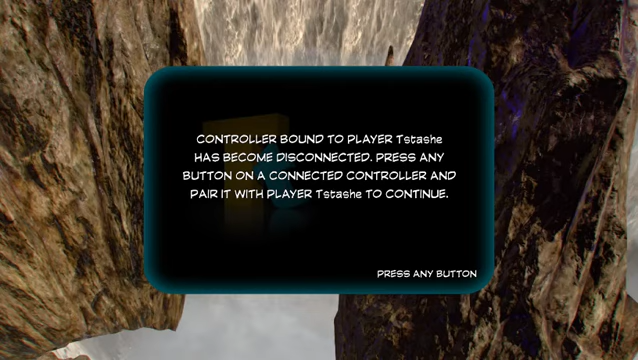 CONTROLLER BOUND TO PLAYER Tstashe
HAS BECOME DISCONNECTED. PRESS ANY
BUTTON ON A CONNECTED CONTROLLER AND
PAIR IT WITH PLAYER Tstashe TO CONTINUE.
PRESS ANY BUTTON